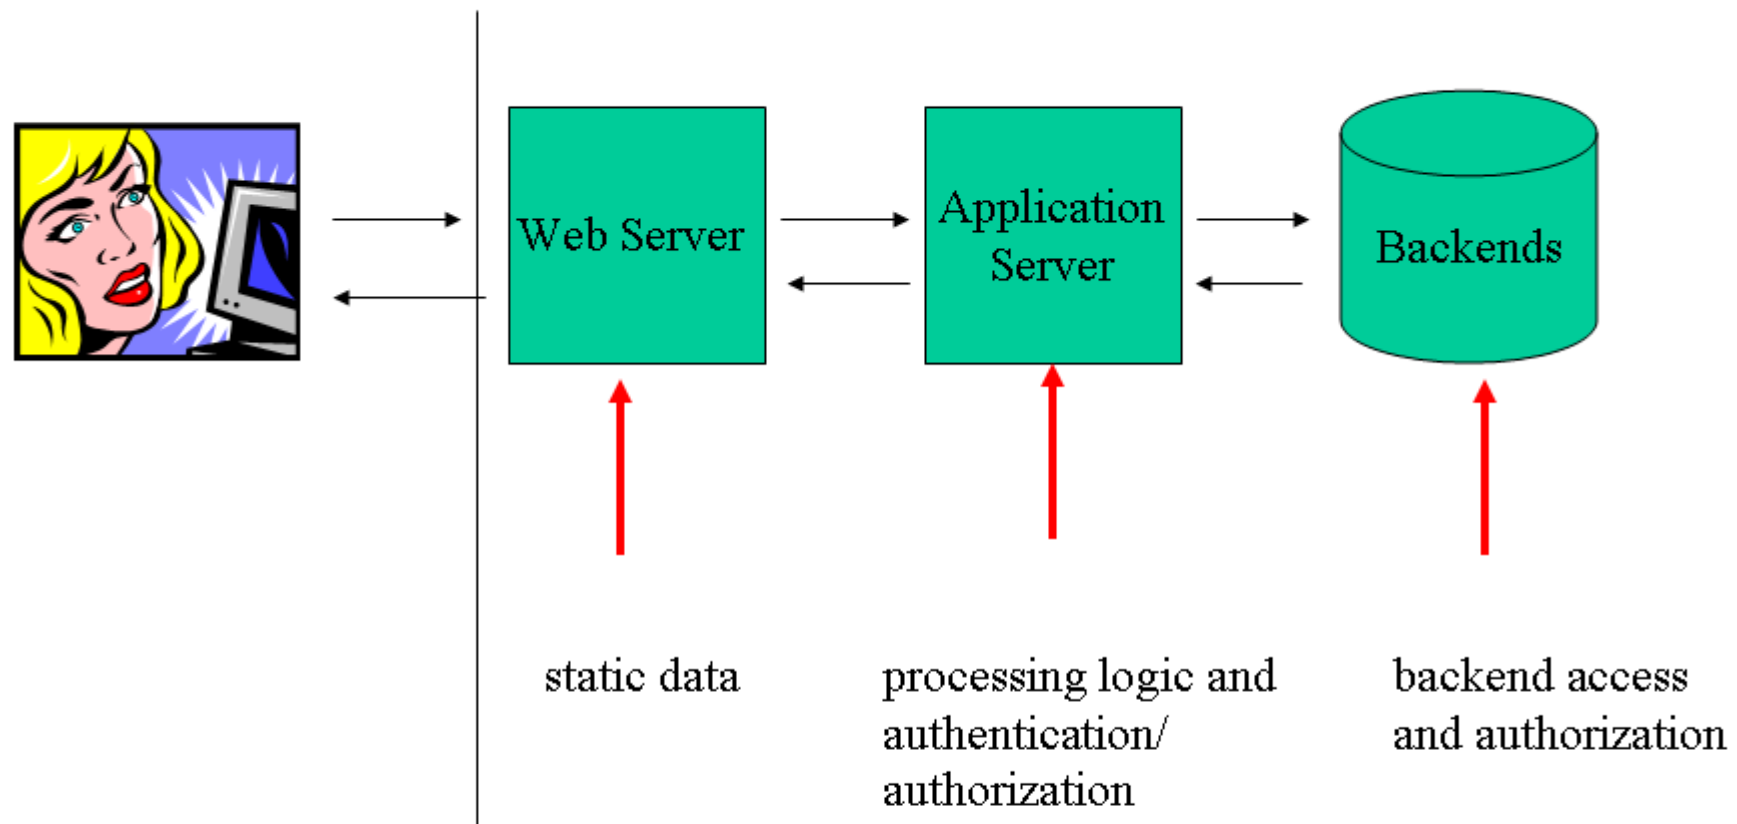 Web Server
Application
Server
Backends
static data
processing logic and
authentication/
authorization
backend access
and authorization